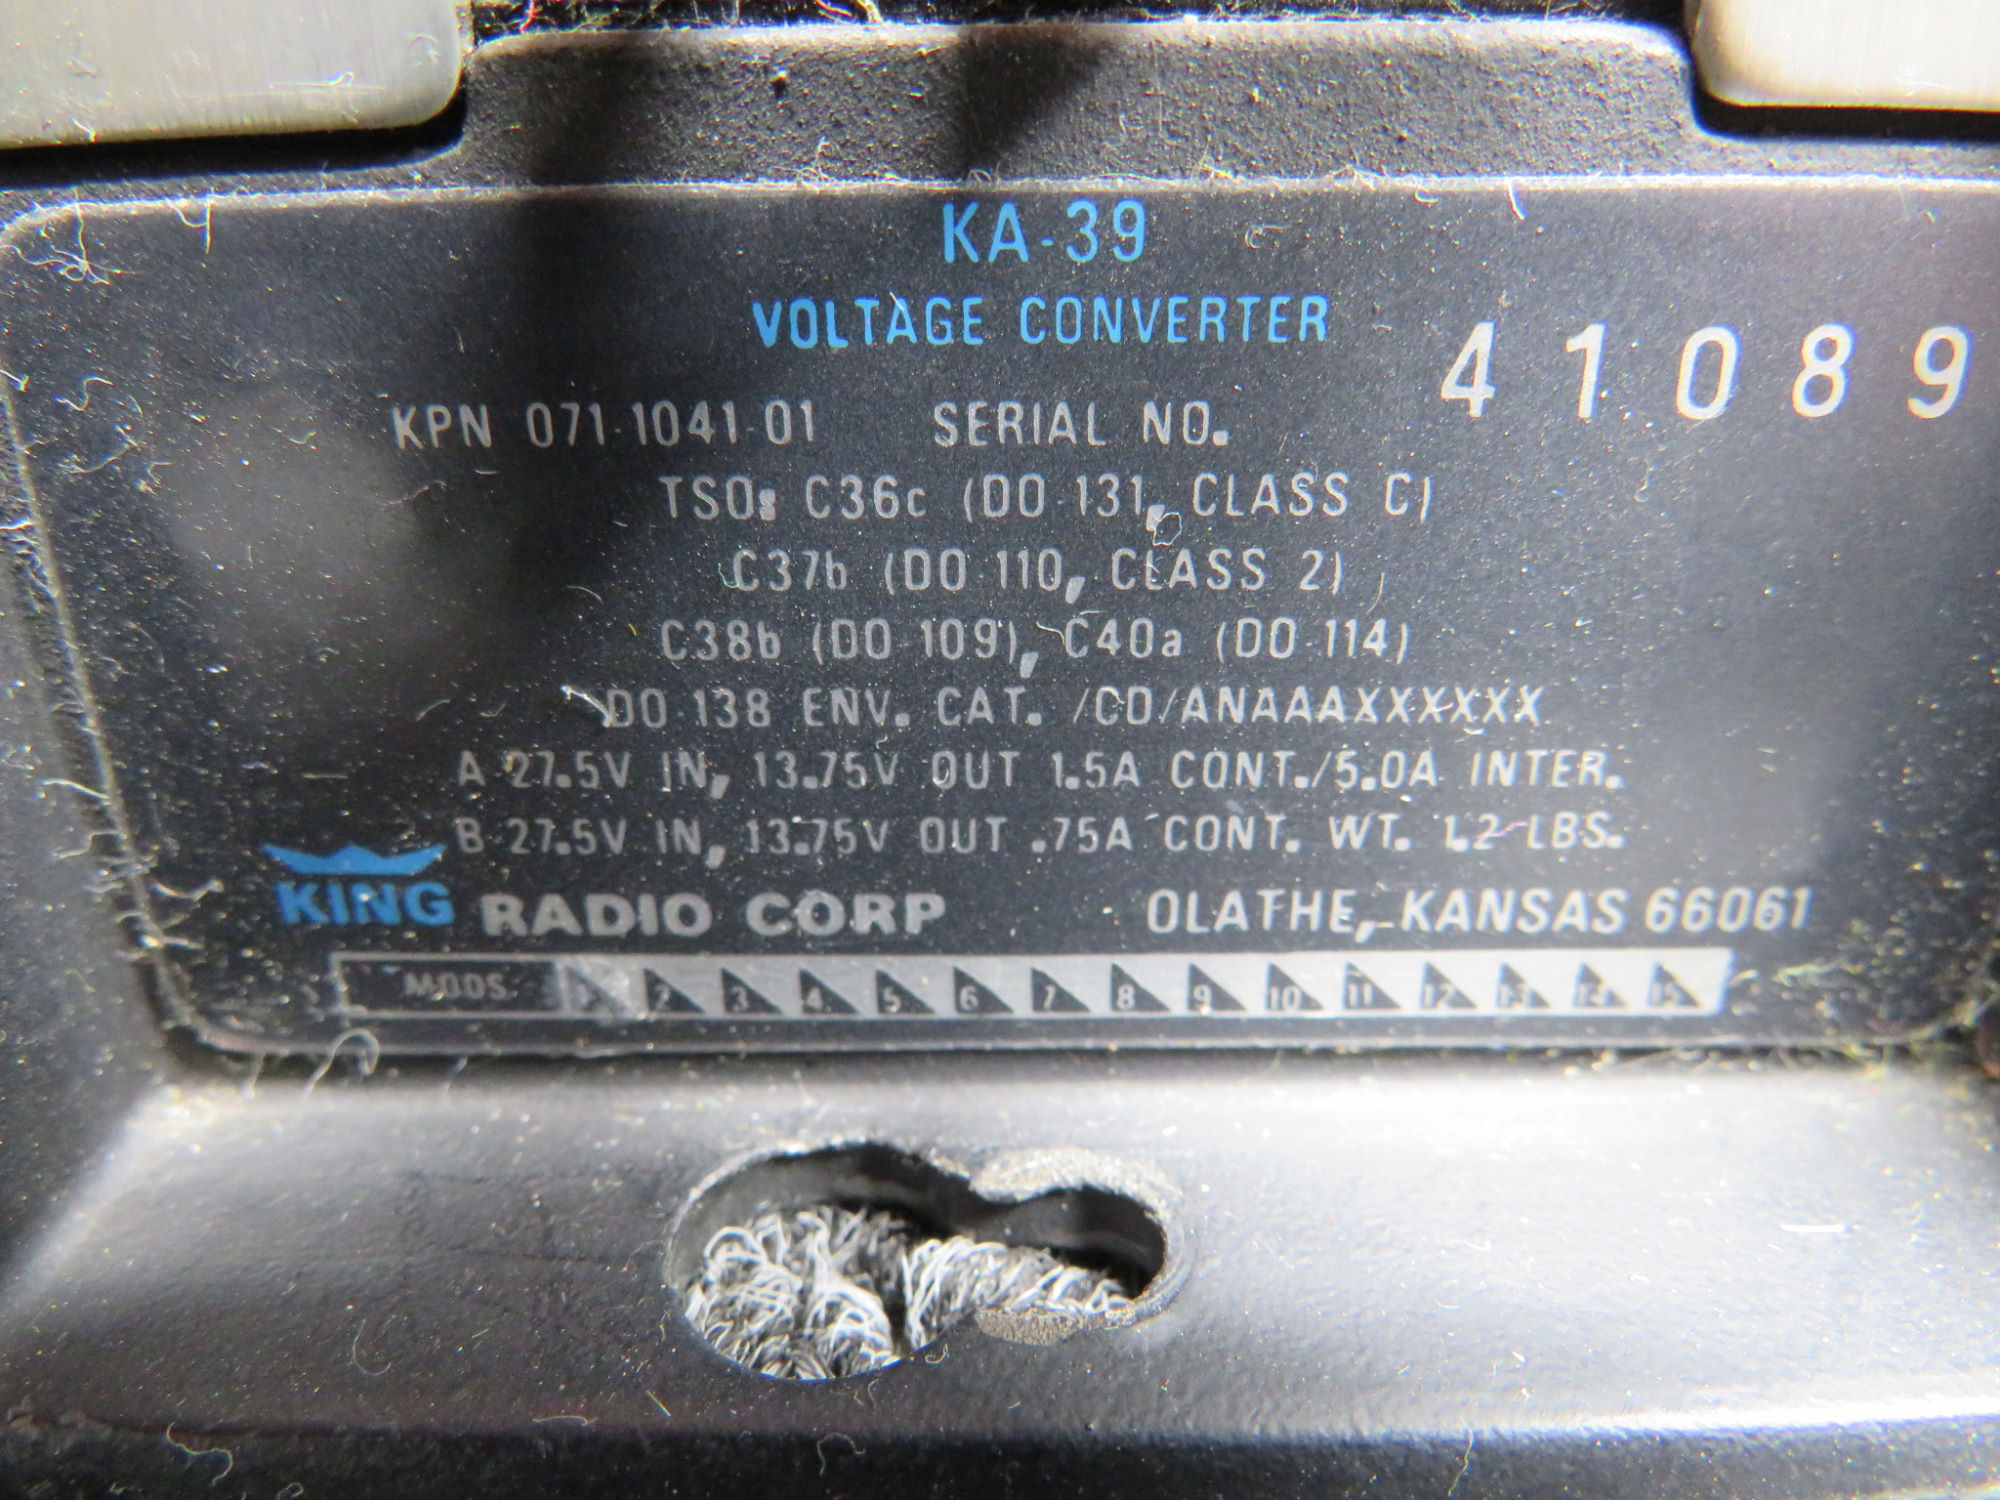 KA-39
VOLTAGE CONVERTER
KPN 071-1041-01 SERIAL NO. 41089
TSO: C36c (DO-131, CLASS C)
C37b (DO-110, CLASS 2)
C38b (DO-109), C40a (DO-114)
DO-138 ENV. CAT. /CD/ANAAAXXXXXX
A 27.5V IN, 13.75V OUT 1.5A CONT./5.0A INTER.
B 27.5V IN, 13.75V OUT .75A CONT. WT. 1.2 LBS.
KING RADIO CORP OLATHE, KANSAS 66061
MODS. 1 2 3 4 5 6 7 8 9 10 11 12 13 14 15